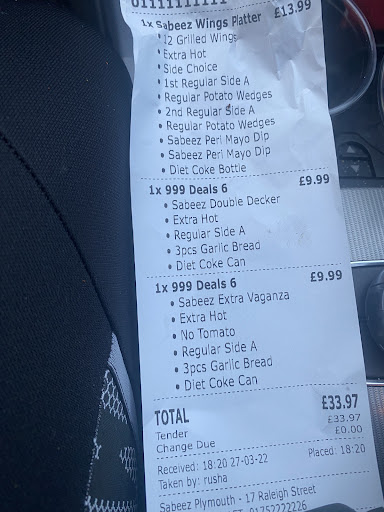 1x Sabeez Wings Platter £13.99
• 12 Grilled Wings
• Extra Hot
• Side Choice
• 1st Regular Side A
• Regular Potato Wedges
• 2nd Regular Side A
• Regular Potato Wedges
• Sabeez Peri Mayo Dip
• Sabeez Peri Mayo Dip
• Diet Coke Bottle
1x 999 Deals 6 £9.99
• Sabeez Double Decker
• Extra Hot
• Regular Side A
• 3pcs Garlic Bread
• Diet Coke Can
1x 999 Deals 6 £9.99
• Sabeez Extra Vaganza
• Extra Hot
• No Tomato
• Regular Side A
• 3pcs Garlic Bread
• Diet Coke Can
TOTAL £33.97
Tender £33.97
Change Due £0.00
Received: 18:20 27-03-22 Placed: 18:20
Taken by: rusha
Sabeez Plymouth - 17 Raleigh Street
01752222226